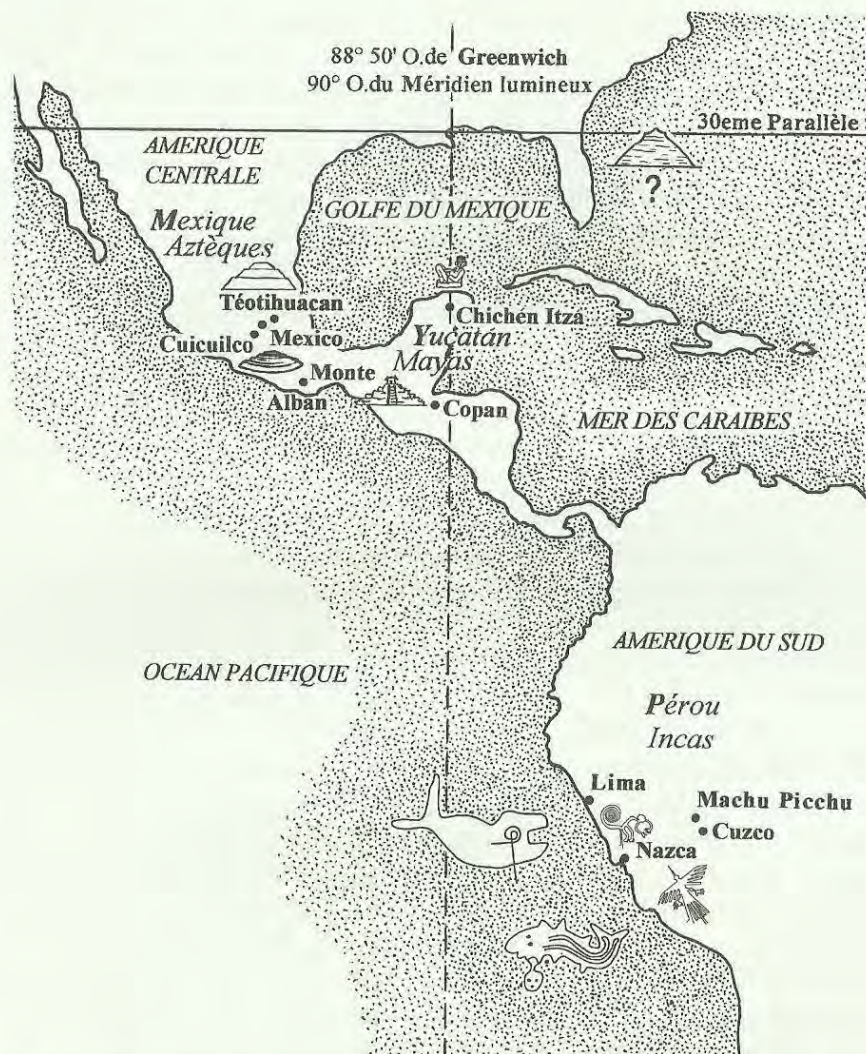 88° 50' O.de Greenwich
90° O.du Méridien lumineux
30eme Parallèle
AMERIQUE
CENTRALE
?
Mexique
Aztèques
GOLFE DU MEXIQUE
Téotihuacan
Chichén Itza
Cuicuilco
Mexico
Yucatán
Mayas
Monte
Alban
Copan
MER DES CARAIBES
AMERIQUE DU SUD
OCEAN PACIFIQUE
Pérou
Incas
Lima
Machu Picchu
Cuzco
Nazca